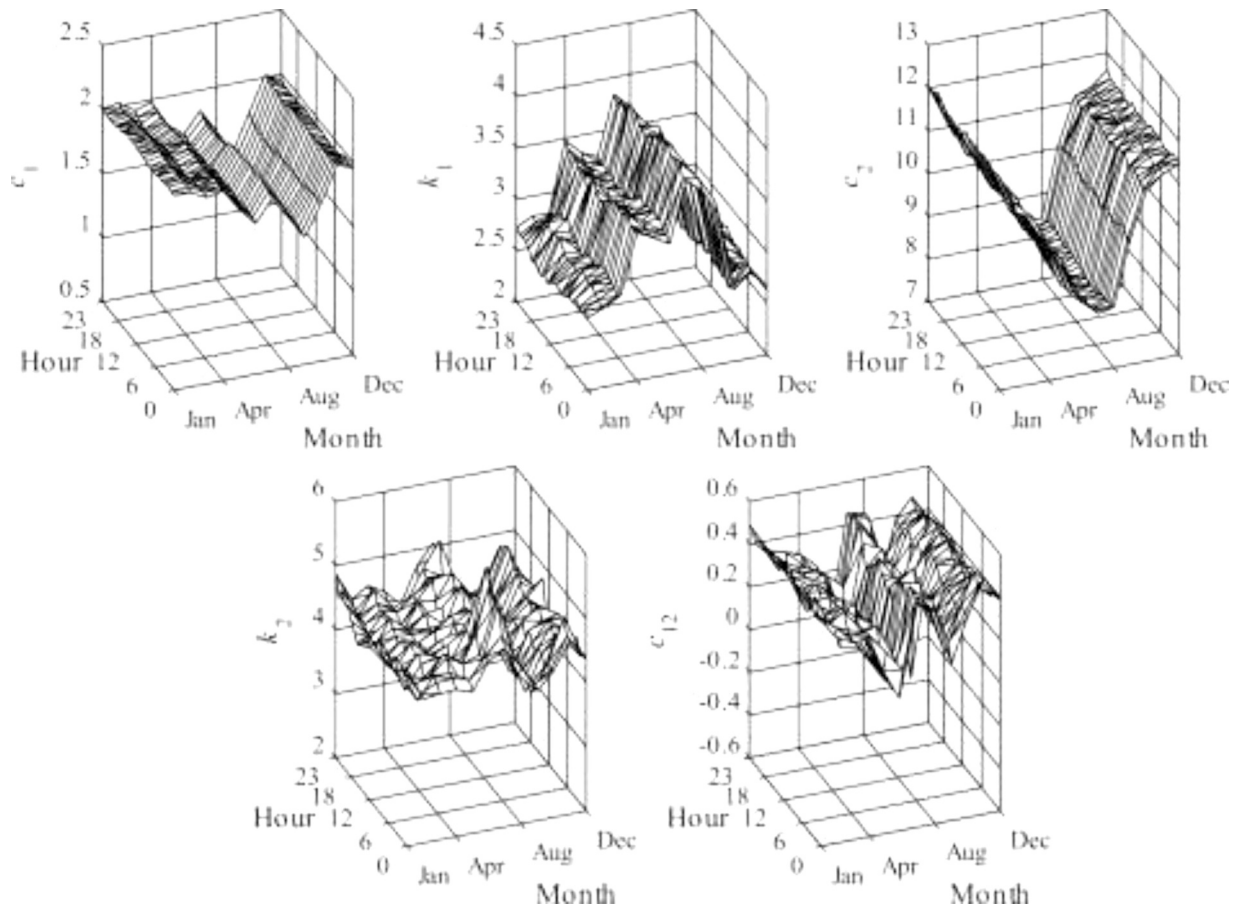 2.5
2
1.5
1
0.5
c1
23
18
Hour 12
6
0
Jan
Apr
Aug
Dec
Month
4.5
4
3.5
3
2.5
2
k1
23
18
Hour 12
6
0
Jan
Apr
Aug
Dec
Month
13
12
11
10
9
8
7
c2
23
18
Hour 12
6
0
Jan
Apr
Aug
Dec
Month
6
5
4
3
2
k2
23
18
Hour 12
6
0
Jan
Apr
Aug
Dec
Month
0.6
0.4
0.2
0
-0.2
-0.4
-0.6
c12
23
18
Hour 12
6
0
Jan
Apr
Aug
Dec
Month